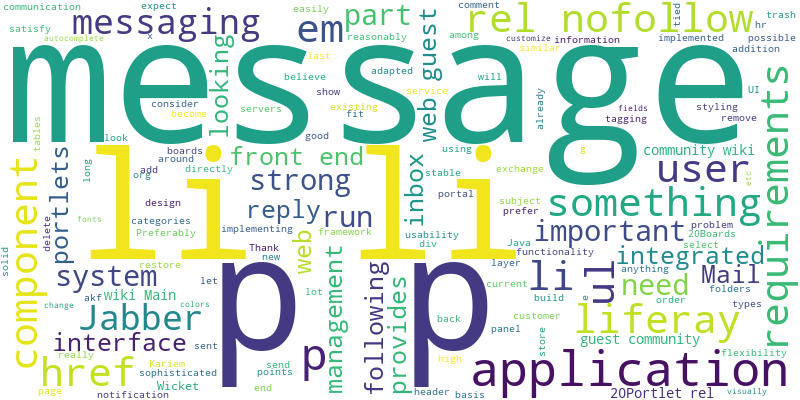 communication
expect
messaging
em
part
rel nofollow
comment
tied
hr
trash
easily
satisfy
x
autocomplete
reasonably
among
customize
information
implemented
possible
last
similar
addition
message
looking
web guest
consider
become
believe
adapted
will
show
service
existing
servers
fit
already
fields
tagging
UI
styling
remove
requirements
look
boards
good
using
community wiki
li li
component
portlets
tables
long
around
add
org
directly
front end
inbox
stable
exchange
g
etc
user
strong
portal
subject
prefer
something
design
reply
run
categories
Preferably
fonts
delete
implementing
framework
usability
div
Java
functionality
important
problem
20Boards
select
solid
Thank
new
web
management
following
provides
layer
integrated
anything
system
restore
let
lot
current
li
ul
need
Mail
folders
wiki Main
akf
p p
build
e
order
types
change
colors
Jabber
sent
back
customer
liferay
interface
p
panel
store
guest community
really
Kariem
high
flexibility
href
sophisticated
send
points
application
page
Wicket
notification
end
header
basis
20Portlet rel
visually